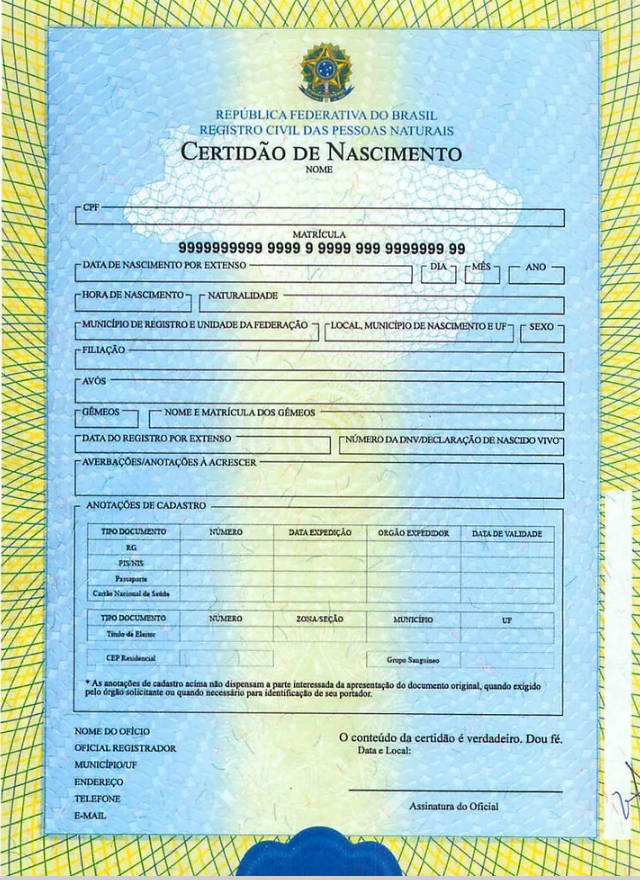 REPÚBLICA FEDERATIVA DO BRASIL
REGISTRO CIVIL DAS PESSOAS NATURAIS
CERTIDÃO DE NASCIMENTO
NOME
CPF
MATRÍCULA
9999999999 9999 9 9999 999 9999999 99
DATA DE NASCIMENTO POR EXTENSO DIA MÊS ANO
HORA DE NASCIMENTO NATURALIDADE
MUNICÍPIO DE REGISTRO E UNIDADE DA FEDERAÇÃO LOCAL, MUNICÍPIO DE NASCIMENTO E UF SEXO
FILIAÇÃO
AVÓS
GÊMEOS NOME E MATRÍCULA DOS GÊMEOS
DATA DO REGISTRO POR EXTENSO NÚMERO DA DNV/DECLARAÇÃO DE NASCIDO VIVO
AVERBAÇÕES/ANOTAÇÕES À ACRESCER
ANOTAÇÕES DE CADASTRO
TIPO DOCUMENTO NÚMERO DATA EXPEDIÇÃO ORGÃO EXPEDIDOR DATA DE VALIDADE
RG
PIS/NIS
Passaporte
Cartão Nacional de Saúde
TIPO DOCUMENTO NÚMERO ZONA/SEÇÃO MUNICÍPIO UF
Título de Eleitor
CEP Residencial Grupo Sanguíneo
* As anotações de cadastro acima não dispensam a parte interessada da apresentação do documento original, quando exigido
pelo órgão solicitante ou quando necessário para identificação de seu portador.
NOME DO OFÍCIO
OFICIAL REGISTRADOR
MUNICÍPIO/UF
ENDEREÇO
TELEFONE
E-MAIL
O conteúdo da certidão é verdadeiro. Dou fé.
Data e Local:
Assinatura do Oficial